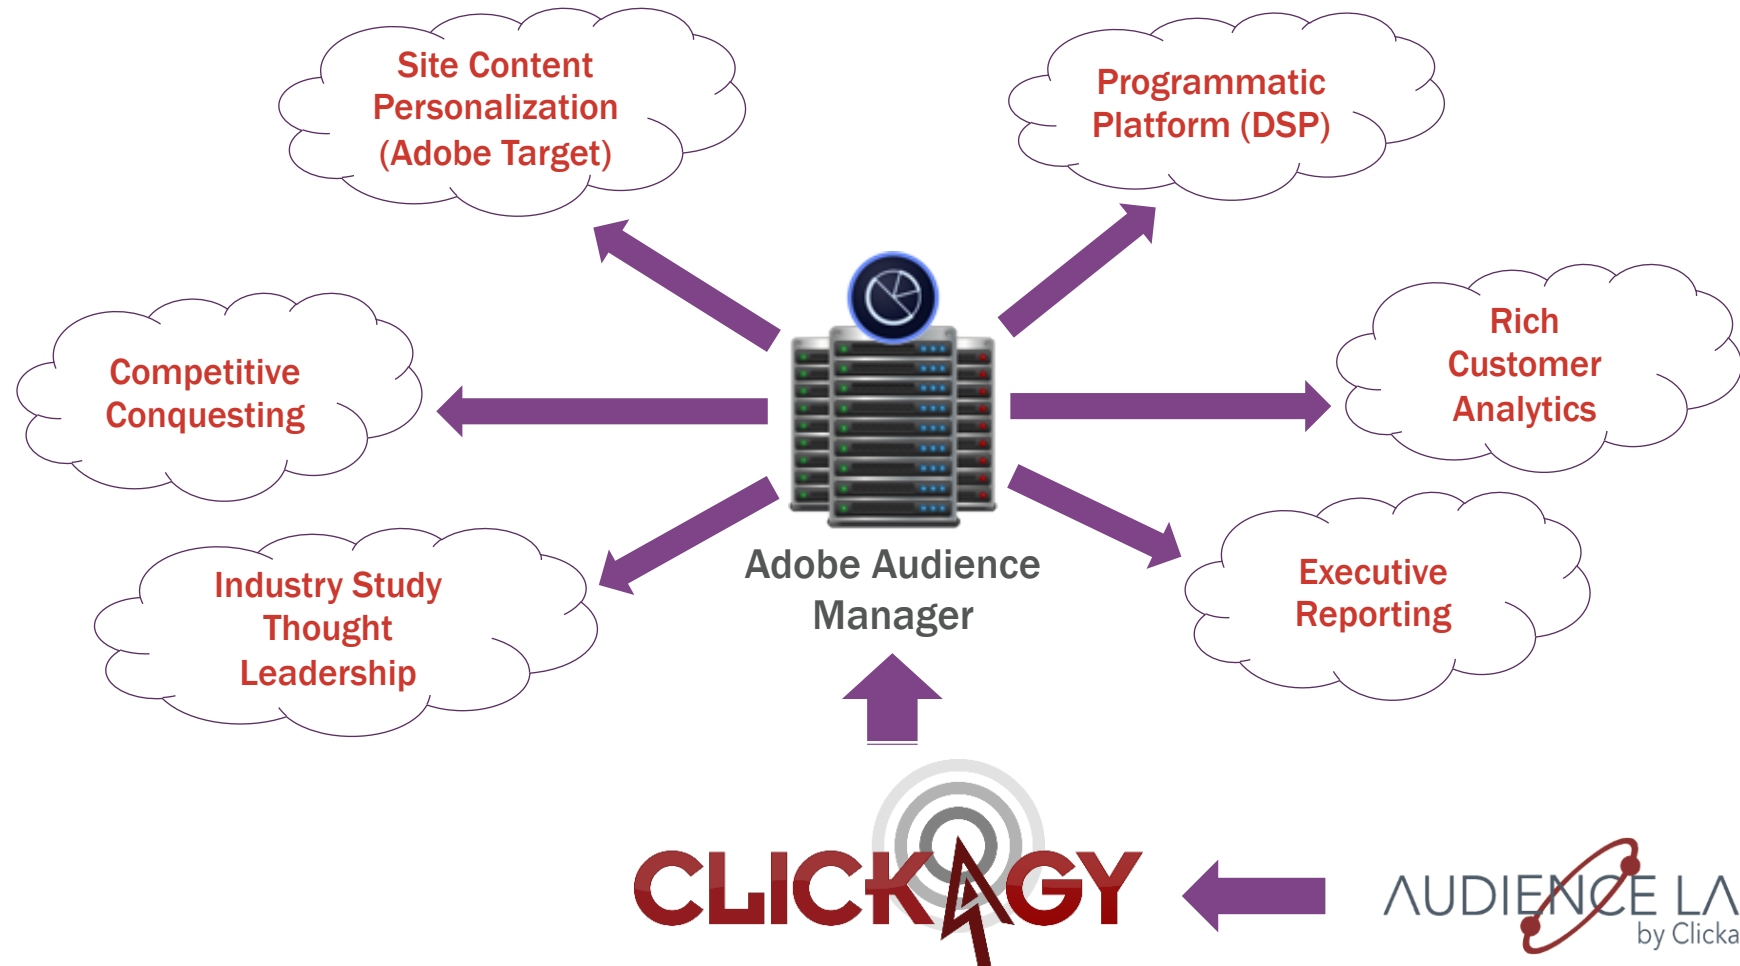 Site Content
Personalization
(Adobe Target)
Programmatic
Platform (DSP)
Competitive
Conquesting
Rich
Customer
Analytics
Industry Study
Thought
Leadership
Adobe Audience
Manager
Executive
Reporting
CLICKAGY
AUDIENCE LA
by Clicka